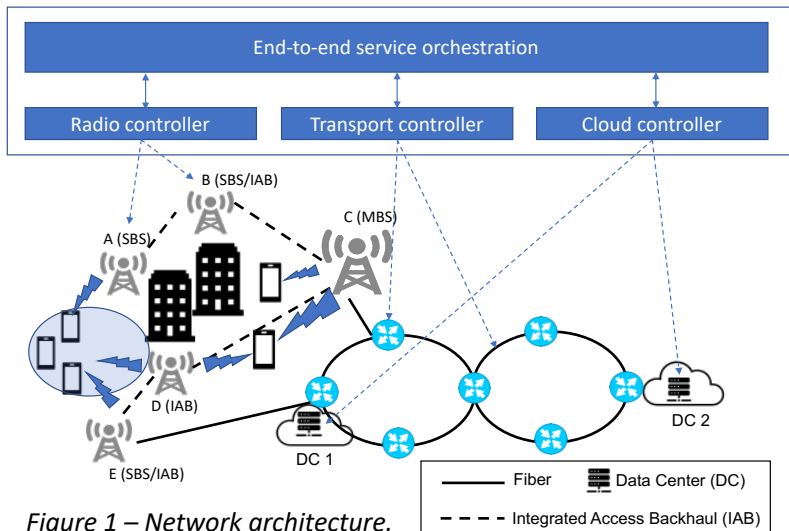 End-to-end service orchestration
Radio controller
Transport controller
Cloud controller
B (SBS/IAB)
C (MBS)
A (SBS)
D (IAB)
DC 2
DC 1
E (SBS/IAB)
Fiber
Data Center (DC)
Integrated Access Backhaul (IAB)
Figure 1 – Network architecture.